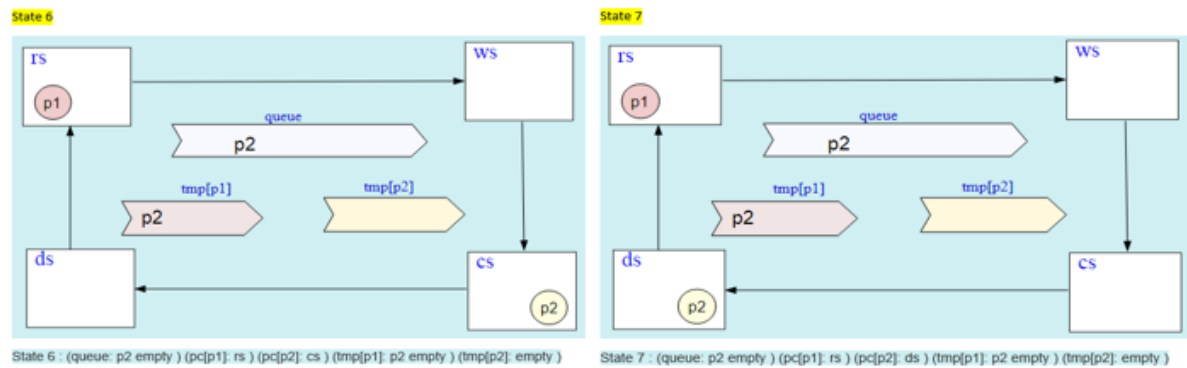 State 6
rs
ws
p1
queue
p2
tmp[p1]
tmp[p2]
p2
ds
cs
p2
State 6 : (queue: p2 empty ) (pc[p1]: rs ) (pc[p2]: cs ) (tmp[p1]: p2 empty ) (tmp[p2]: empty )
State 7
rs
ws
p1
queue
p2
tmp[p1]
tmp[p2]
p2
ds
cs
p2
State 7 : (queue: p2 empty ) (pc[p1]: rs ) (pc[p2]: ds ) (tmp[p1]: p2 empty ) (tmp[p2]: empty )